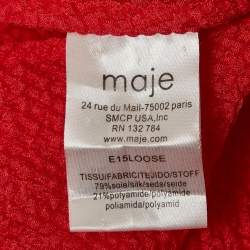 maje
24 rue du Mail-75002 paris
SMCP USA,Inc
RN 132 784
www.maje.com
E15LOOSE
TISSU/FABRIC/TEJIDO/STOFF
79%soie/silk/seda/seide
21%polyamide/polyamide
poliamida/polyamid